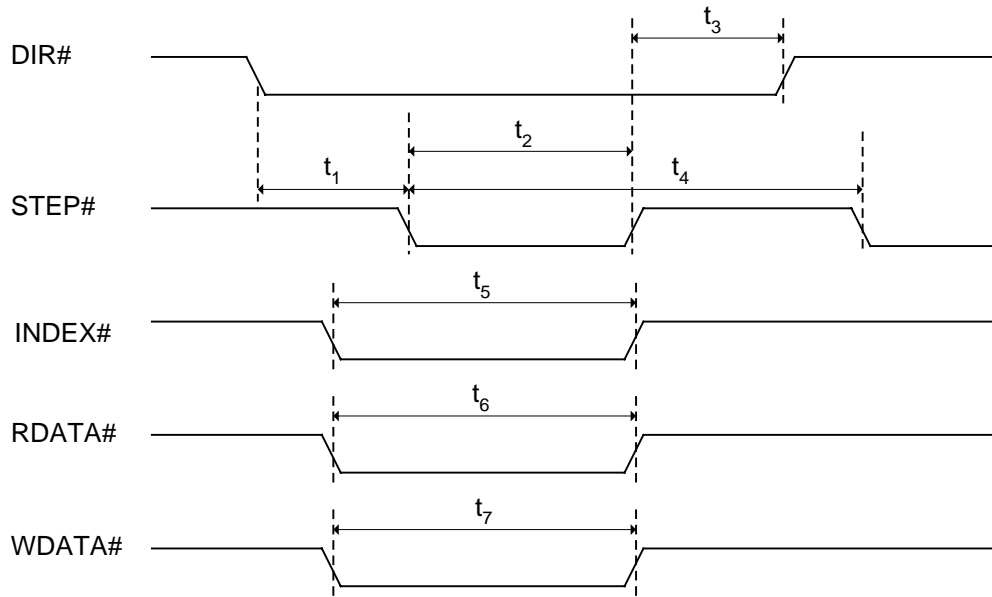 t3
DIR#
t2
t1
t4
STEP#
t5
INDEX#
t6
RDATA#
t7
WDATA#